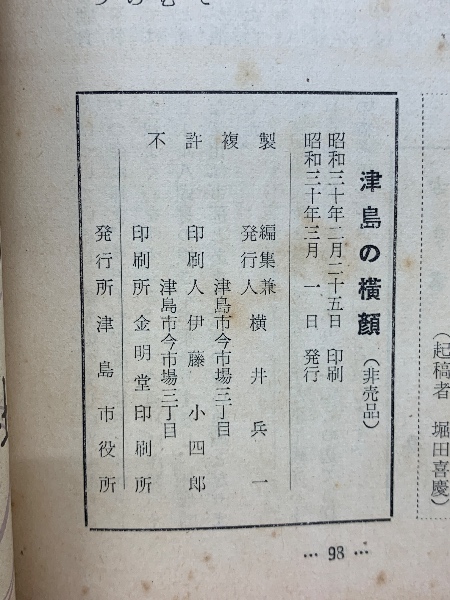 (起稿者 堀田喜慶)
津島の横顔 (非売品)
昭和三十年二月二十五日 印刷
昭和三十年三月 一日 発行
不許複製
編集兼
発行人 横井兵一
津島市今市場三丁目
印刷人 伊藤小四郎
津島市今市場三丁目
印刷所 金明堂印刷所
発行所 津島市役所
… 98 …